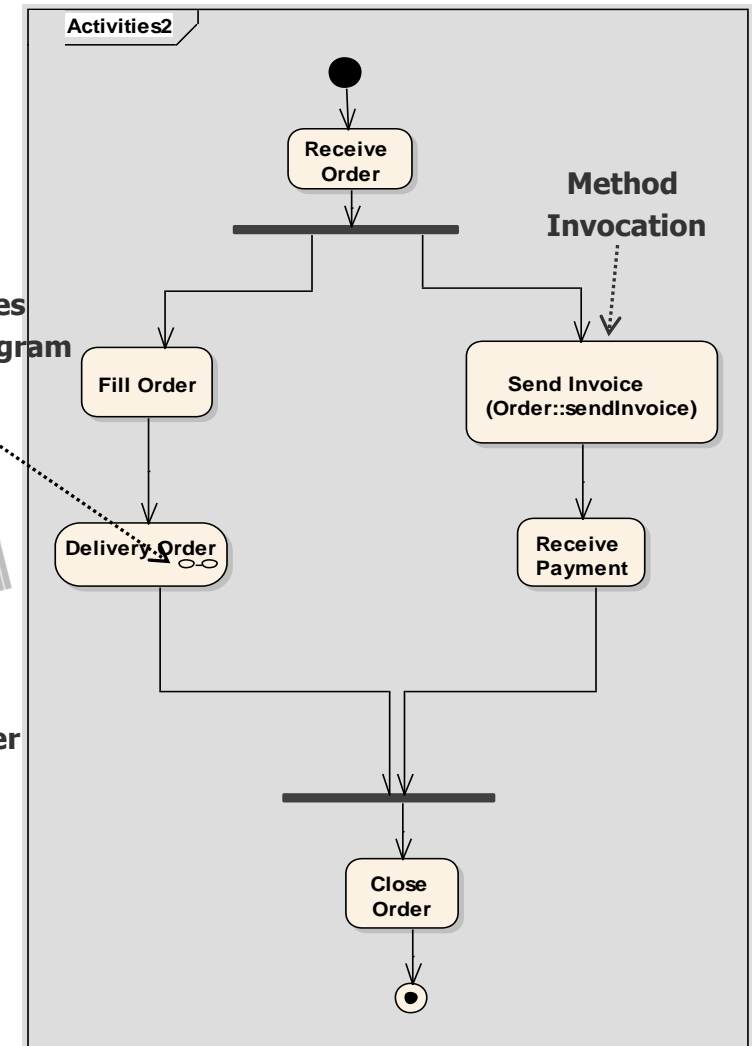 Activities2
Receive
Order
Method
Invocation
es
gram
Fill Order
Send Invoice
(Order::sendInvoice)
Delivery Order
Receive
Payment
er
Close
Order